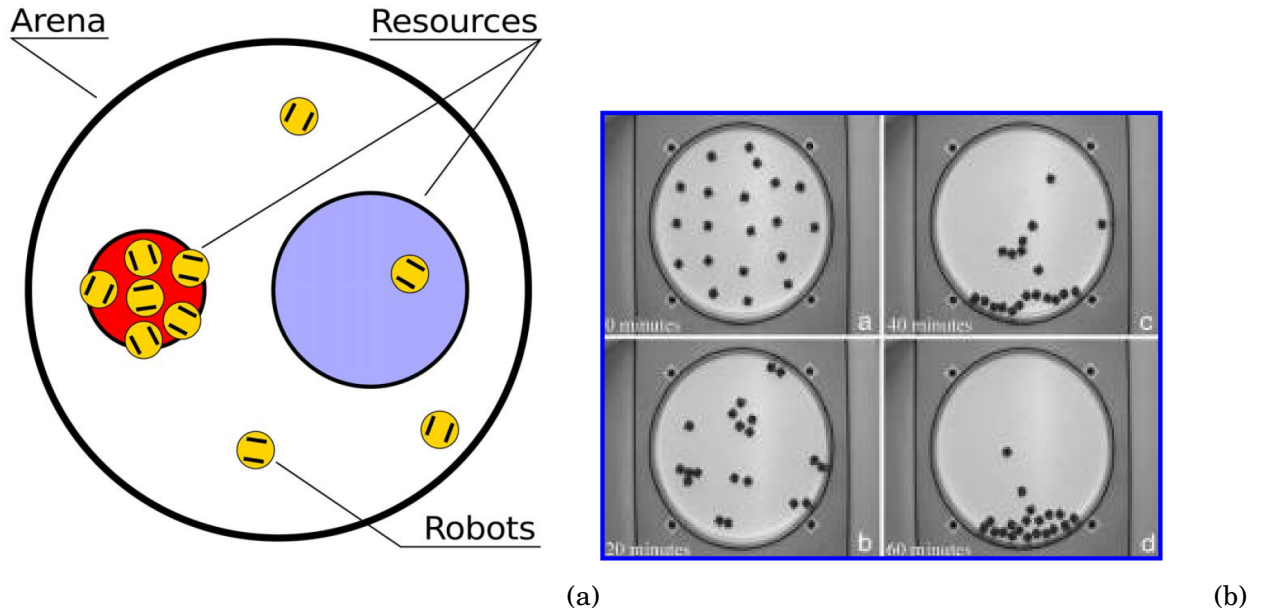 Arena
Resources
Robots
0 minutes
a
40 minutes
c
20 minutes
b
60 minutes
d
(a)
(b)